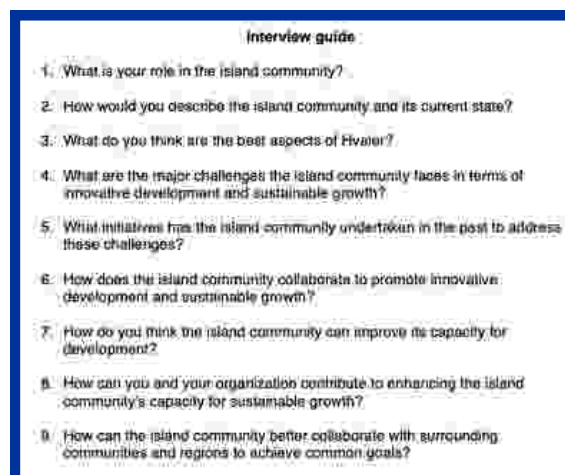 Interview guide
1. What is your role in the island community?
2. How would you describe the island community and its current state?
3. What do you think are the best aspects of Hvaler?
4. What are the major challenges the island community faces in terms of
innovative development and sustainable growth?
5. What initiatives has the island community undertaken in the past to address
these challenges?
6. How does the island community collaborate to promote innovative
development and sustainable growth?
7. How do you think the island community can improve its capacity for
development?
8. How can you and your organization contribute to enhancing the island
community's capacity for sustainable growth?
9. How can the island community better collaborate with surrounding
communities and regions to achieve common goals?